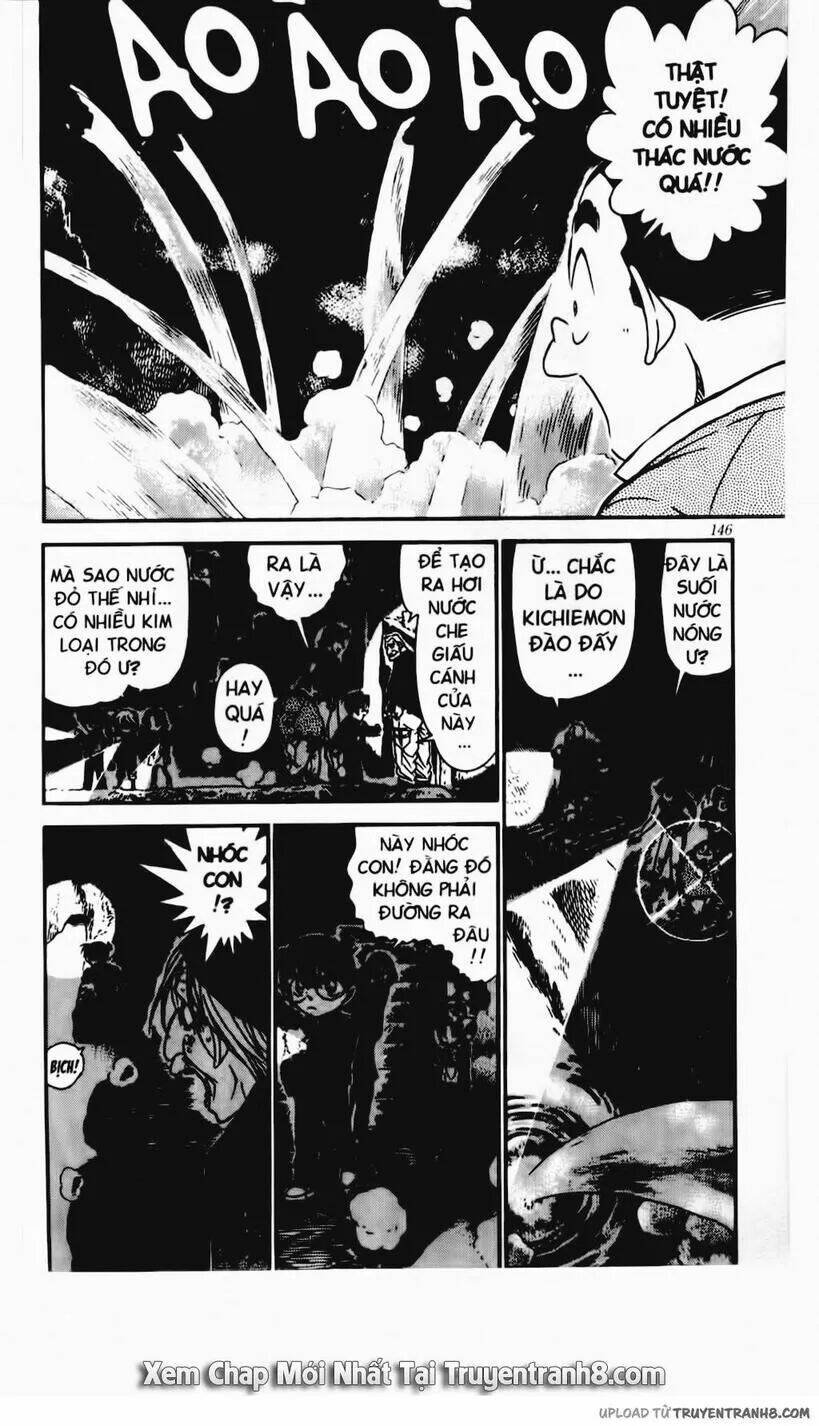 ÀO ÀO ÀO
THẬT
TUYỆT!
CÓ NHIỀU
THÁC NƯỚC
QUÁ!!
146
ĐÂY LÀ
SUỐI
NƯỚC
NÓNG
Ư?
Ừ... CHẮC
LÀ DO
KICHIEMON
ĐÀO ĐẤY
...
ĐỂ TẠO
RA HƠI
NƯỚC
CHE
GIẤU
CÁNH
CỬA
NÀY
...
RA LÀ
VẬY...
HAY
QUÁ
!
MÀ SAO NƯỚC
ĐỎ THẾ NHỈ...
CÓ NHIỀU KIM
LOẠI TRONG
ĐÓ Ư?
NÀY NHÓC
CON! ĐẰNG ĐÓ
KHÔNG PHẢI
ĐƯỜNG RA
ĐÂU
!!
NHÓC
CON
!?
BỊCH!
Xem Chap Mới Nhất Tại Truyentranh8.com
UPLOAD TỪ TRUYENTRANH8.COM